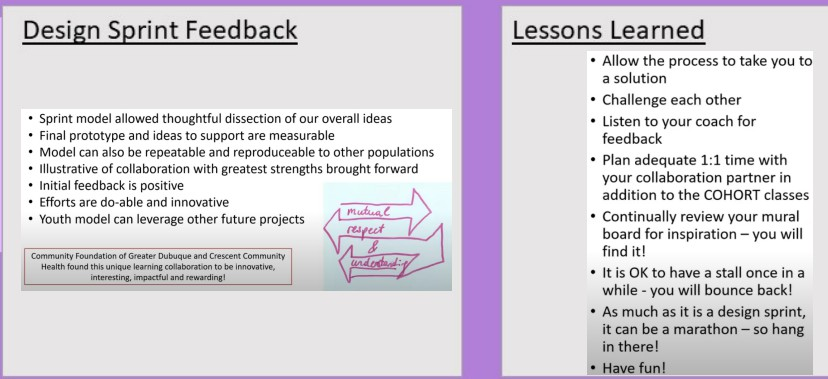 Design Sprint Feedback
• Sprint model allowed thoughtful dissection of our overall ideas
• Final prototype and ideas to support are measurable
• Model can also be repeatable and reproduceable to other populations
• Illustrative of collaboration with greatest strengths brought forward
• Initial feedback is positive
• Efforts are do-able and innovative
• Youth model can leverage other future projects
mutual
respect
&
understanding
Community Foundation of Greater Dubuque and Crescent Community
Health found this unique learning collaboration to be innovative,
interesting, impactful and rewarding!
Lessons Learned
• Allow the process to take you to
a solution
• Challenge each other
• Listen to your coach for
feedback
• Plan adequate 1:1 time with
your collaboration partner in
addition to the COHORT classes
• Continually review your mural
board for inspiration – you will
find it!
• It is OK to have a stall once in a
while - you will bounce back!
• As much as it is a design sprint,
it can be a marathon – so hang
in there!
• Have fun!